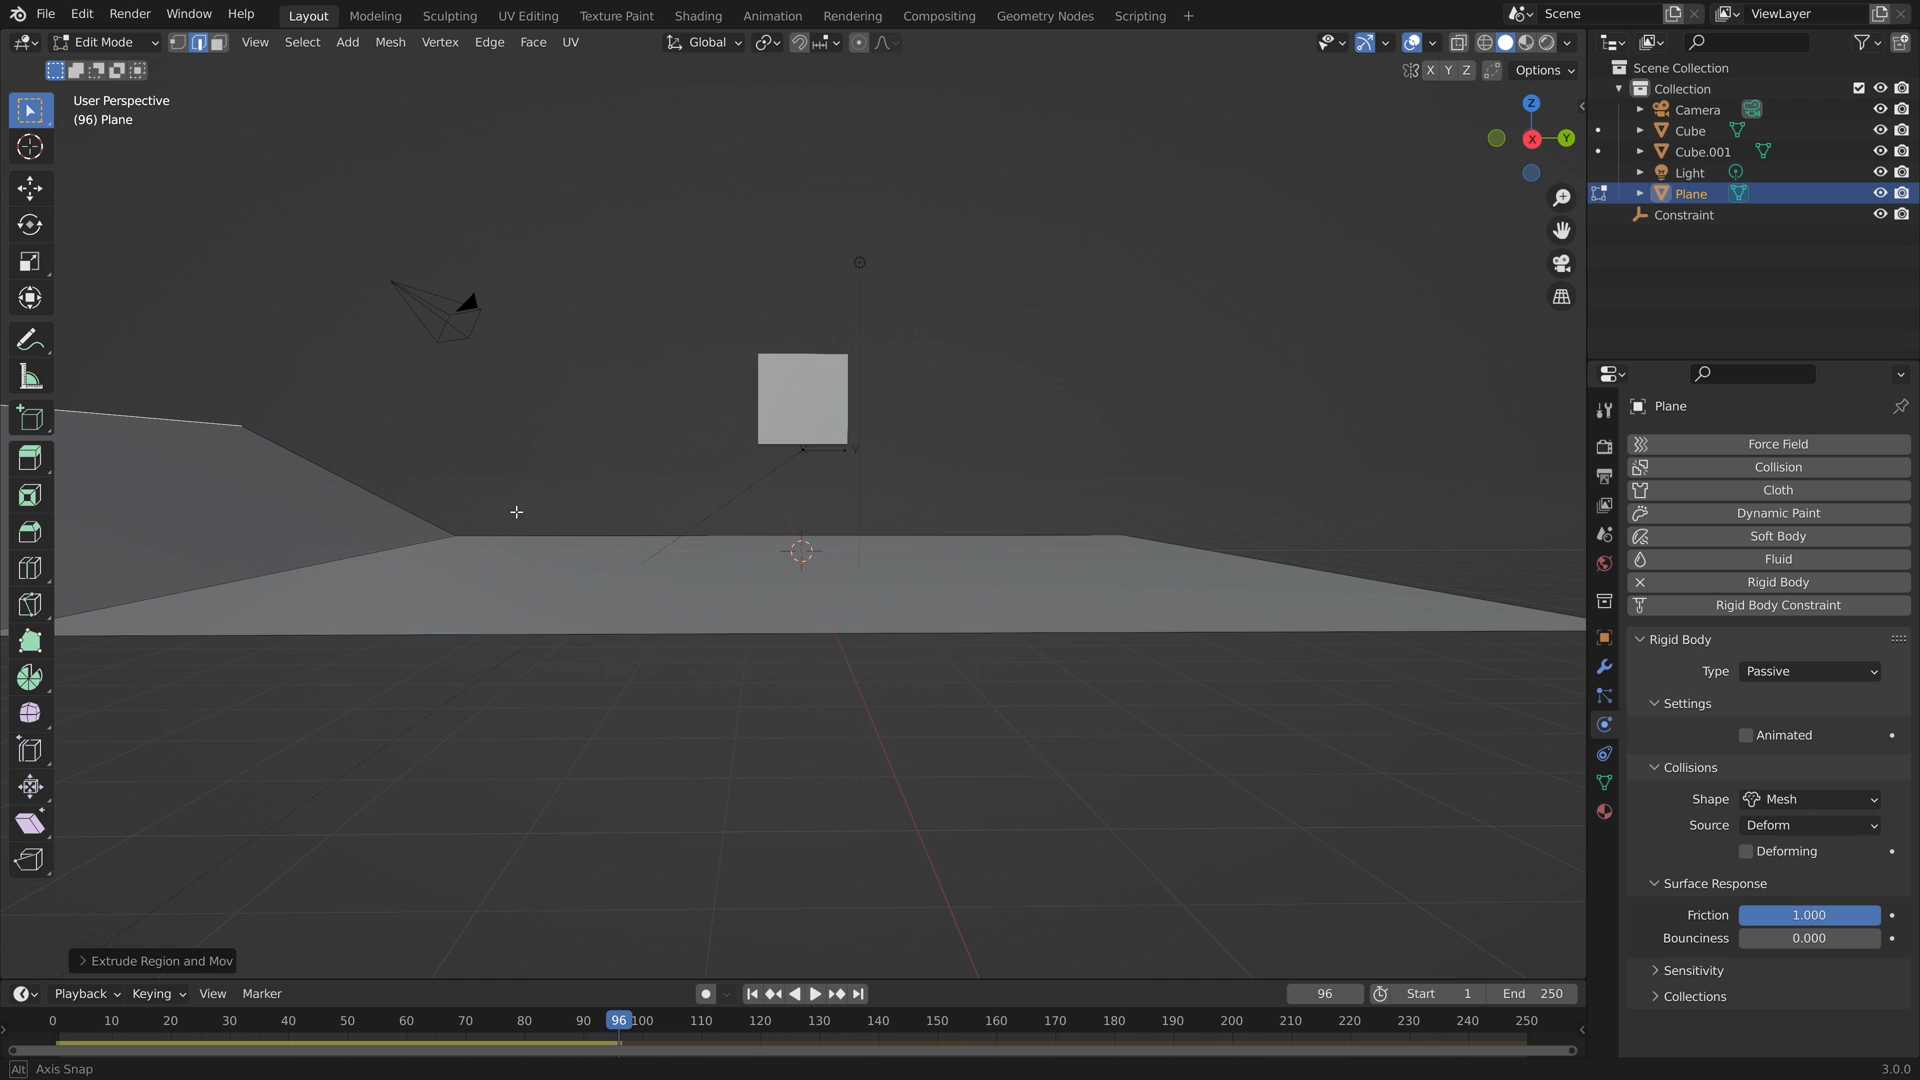 File Edit Render Window Help
Layout Modeling Sculpting UV Editing Texture Paint Shading Animation Rendering Compositing Geometry Nodes Scripting +
Scene
ViewLayer
Edit Mode
View Select Add Mesh Vertex Edge Face UV
Global
X Y Z
Options
User Perspective
(96) Plane
Z
X
Y
Y
Scene Collection
Collection
Camera
Cube
Cube.001
Light
Plane
Constraint
Plane
Force Field
Collision
Cloth
Dynamic Paint
Soft Body
Fluid
Rigid Body
Rigid Body Constraint
Rigid Body
Type Passive
Settings
Animated
Collisions
Shape Mesh
Source Deform
Deforming
Surface Response
Friction 1.000
Bounciness 0.000
Sensitivity
Collections
Extrude Region and Mov
Playback Keying View Marker
96
Start 1
End 250
0 10 20 30 40 50 60 70 80 90 96 100 110 120 130 140 150 160 170 180 190 200 210 220 230 240 250
Alt Axis Snap
3.0.0